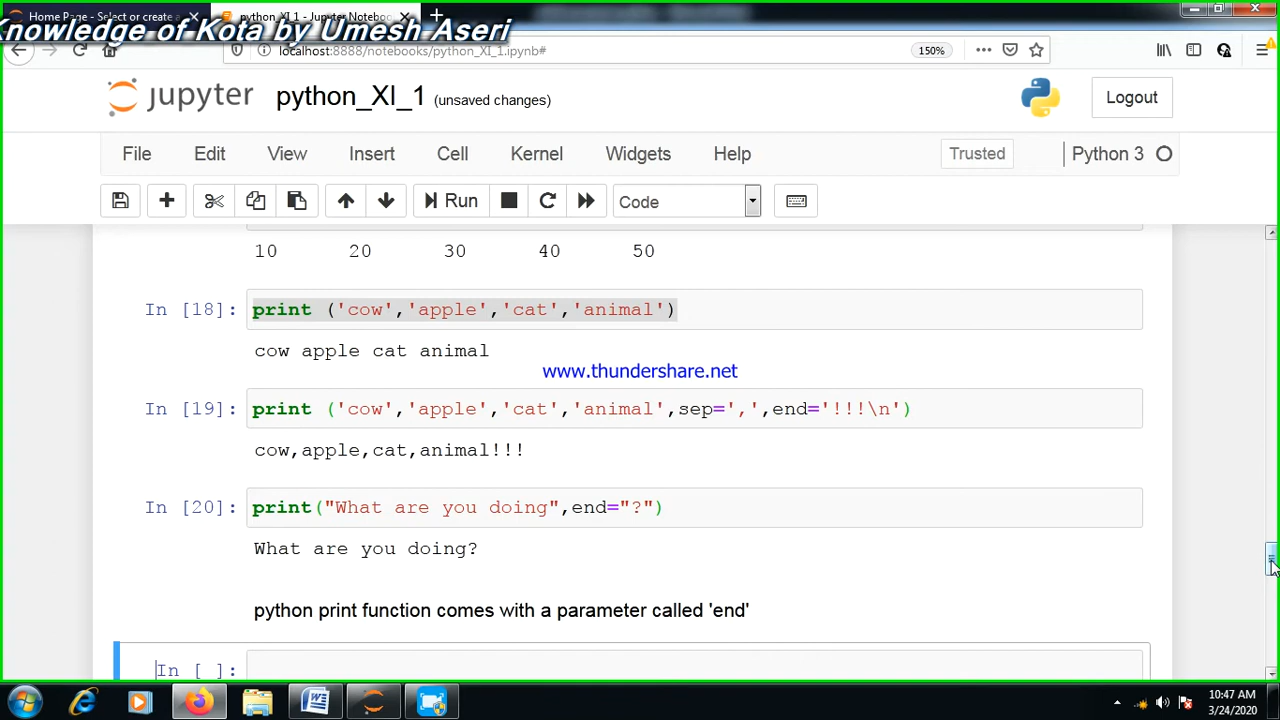 Home Page - Select or create a
python_XI_1 - Jupyter Noteboo
Knowledge of Kota by Umesh Aseri
localhost:8888/notebooks/python_XI_1.ipynb#
150%
jupyter python_XI_1 (unsaved changes)
Logout
File Edit View Insert Cell Kernel Widgets Help
Trusted
Python 3
Run
Code
10 20 30 40 50
In [18]: print ('cow','apple','cat','animal')
cow apple cat animal
www.thundershare.net
In [19]: print ('cow','apple','cat','animal',sep=',',end='!!!\n')
cow,apple,cat,animal!!!
In [20]: print("What are you doing",end="?")
What are you doing?
python print function comes with a parameter called 'end'
In [ ]:
10:47 AM
3/24/2020